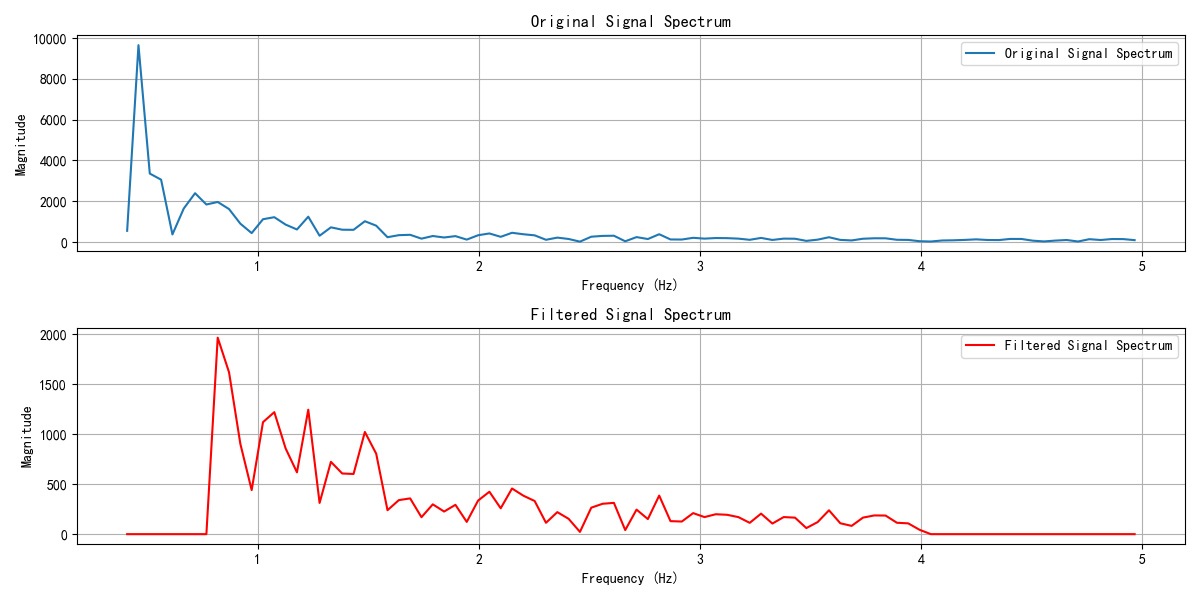 Original Signal Spectrum
10000
8000
6000
4000
2000
0
Magnitude
Original Signal Spectrum
1
2
3
4
5
Frequency (Hz)
Filtered Signal Spectrum
2000
1500
1000
500
0
Magnitude
Filtered Signal Spectrum
1
2
3
4
5
Frequency (Hz)